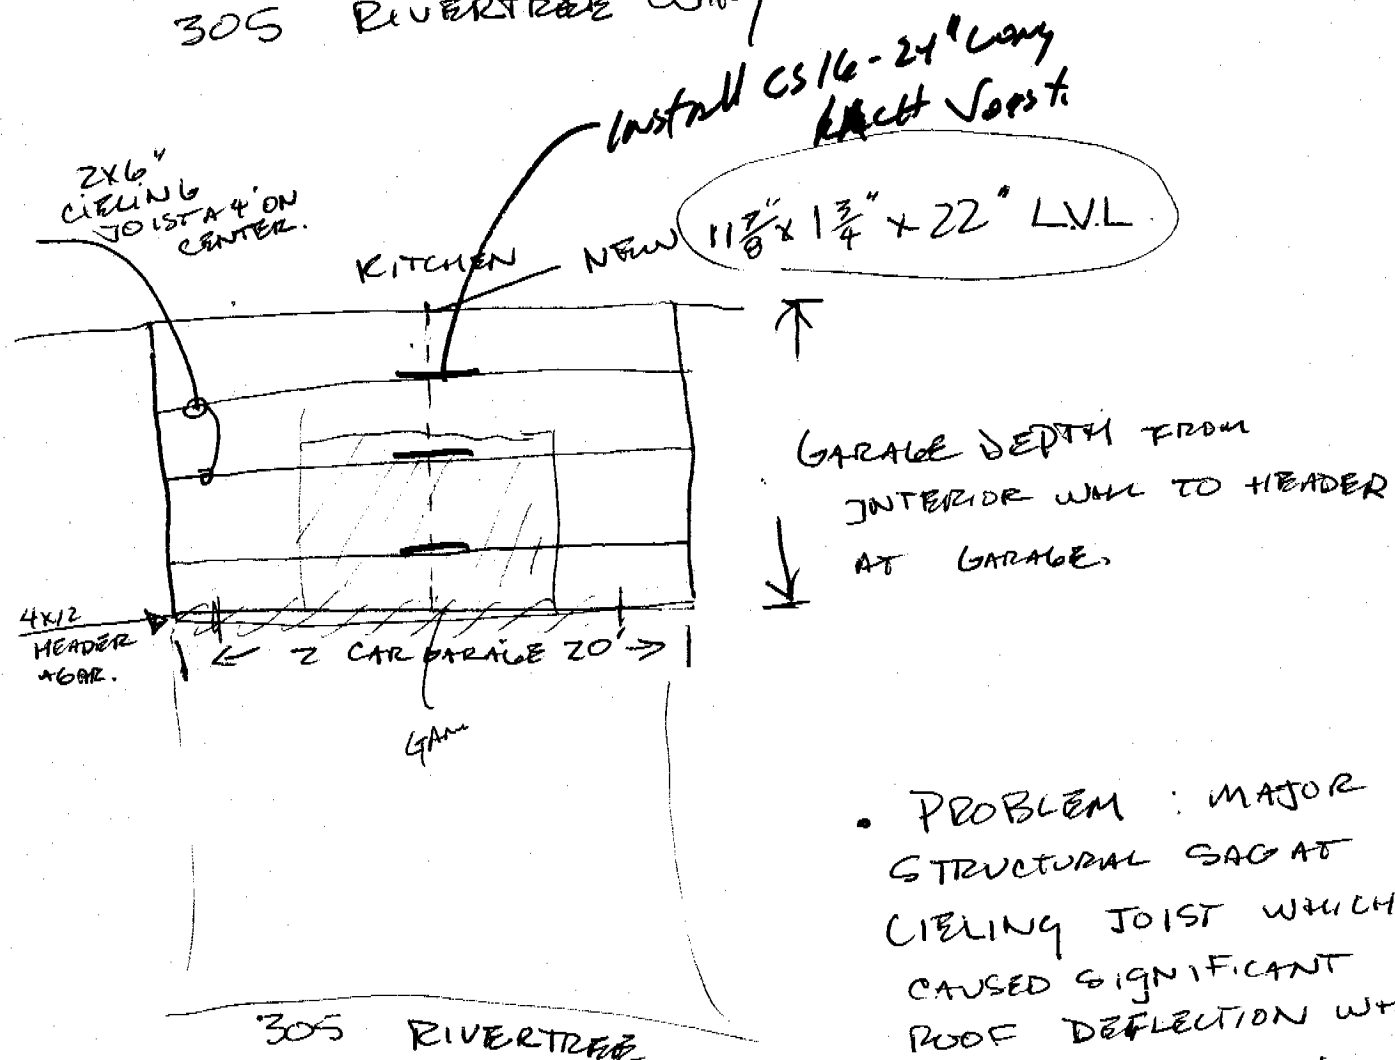 305 RIVERTREE WAY
Install CS16 - 24" Long
Each Joist.
2X6"
CIELING
JOIST A 4' ON
CENTER.
KITCHEN
NEW 11 7/8" x 1 3/4" x 22" L.V.L
GARAGE DEPTH FROM
INTERIOR WALL TO HEADER
AT GARAGE.
4X12
HEADER
A GAR.
2 CAR GARAGE 20'
• PROBLEM : MAJOR
STRUCTURAL SAG AT
CIELING JOIST WHICH
CAUSED SIGNIFICANT
ROOF DEFLECTION
305 RIVERTREE